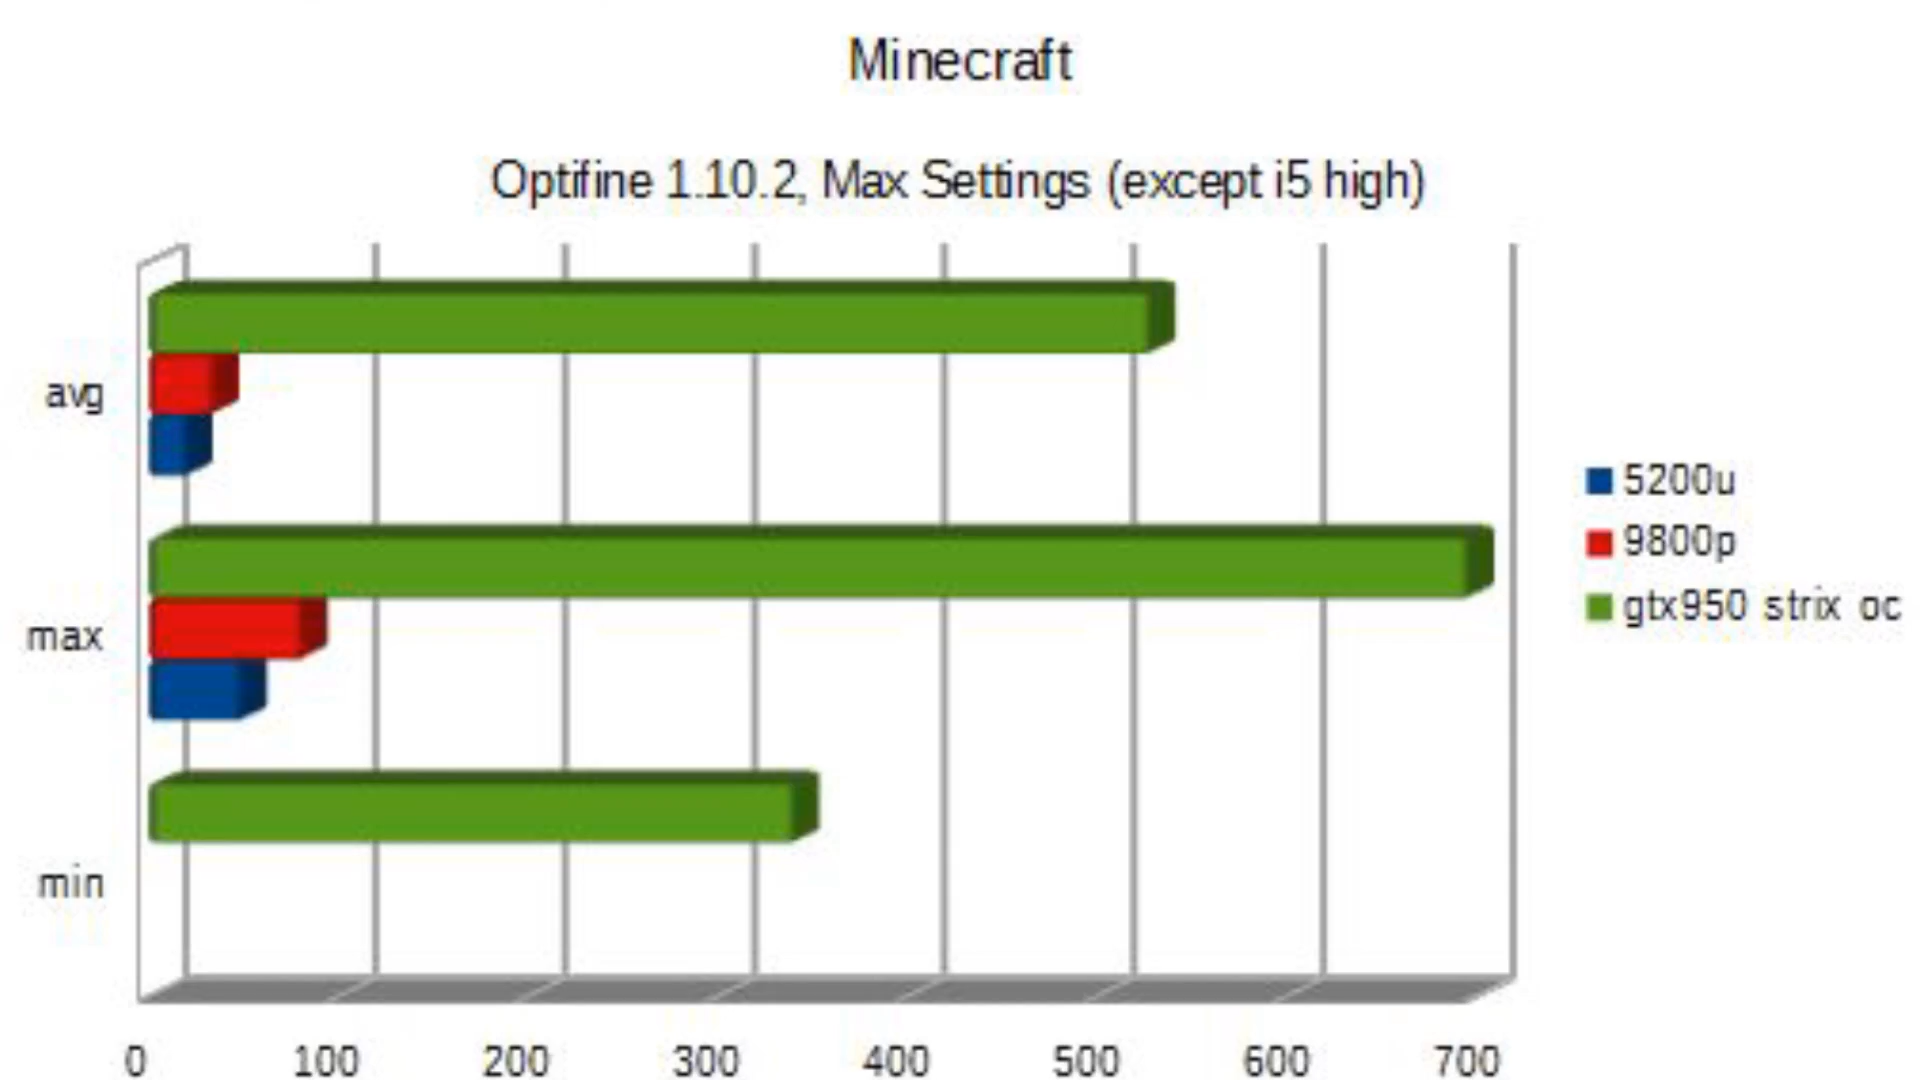 Minecraft
Optifine 1.10.2, Max Settings (except i5 high)
avg
max
min
5200u
9800p
gtx950 strix oc
0 100 200 300 400 500 600 700